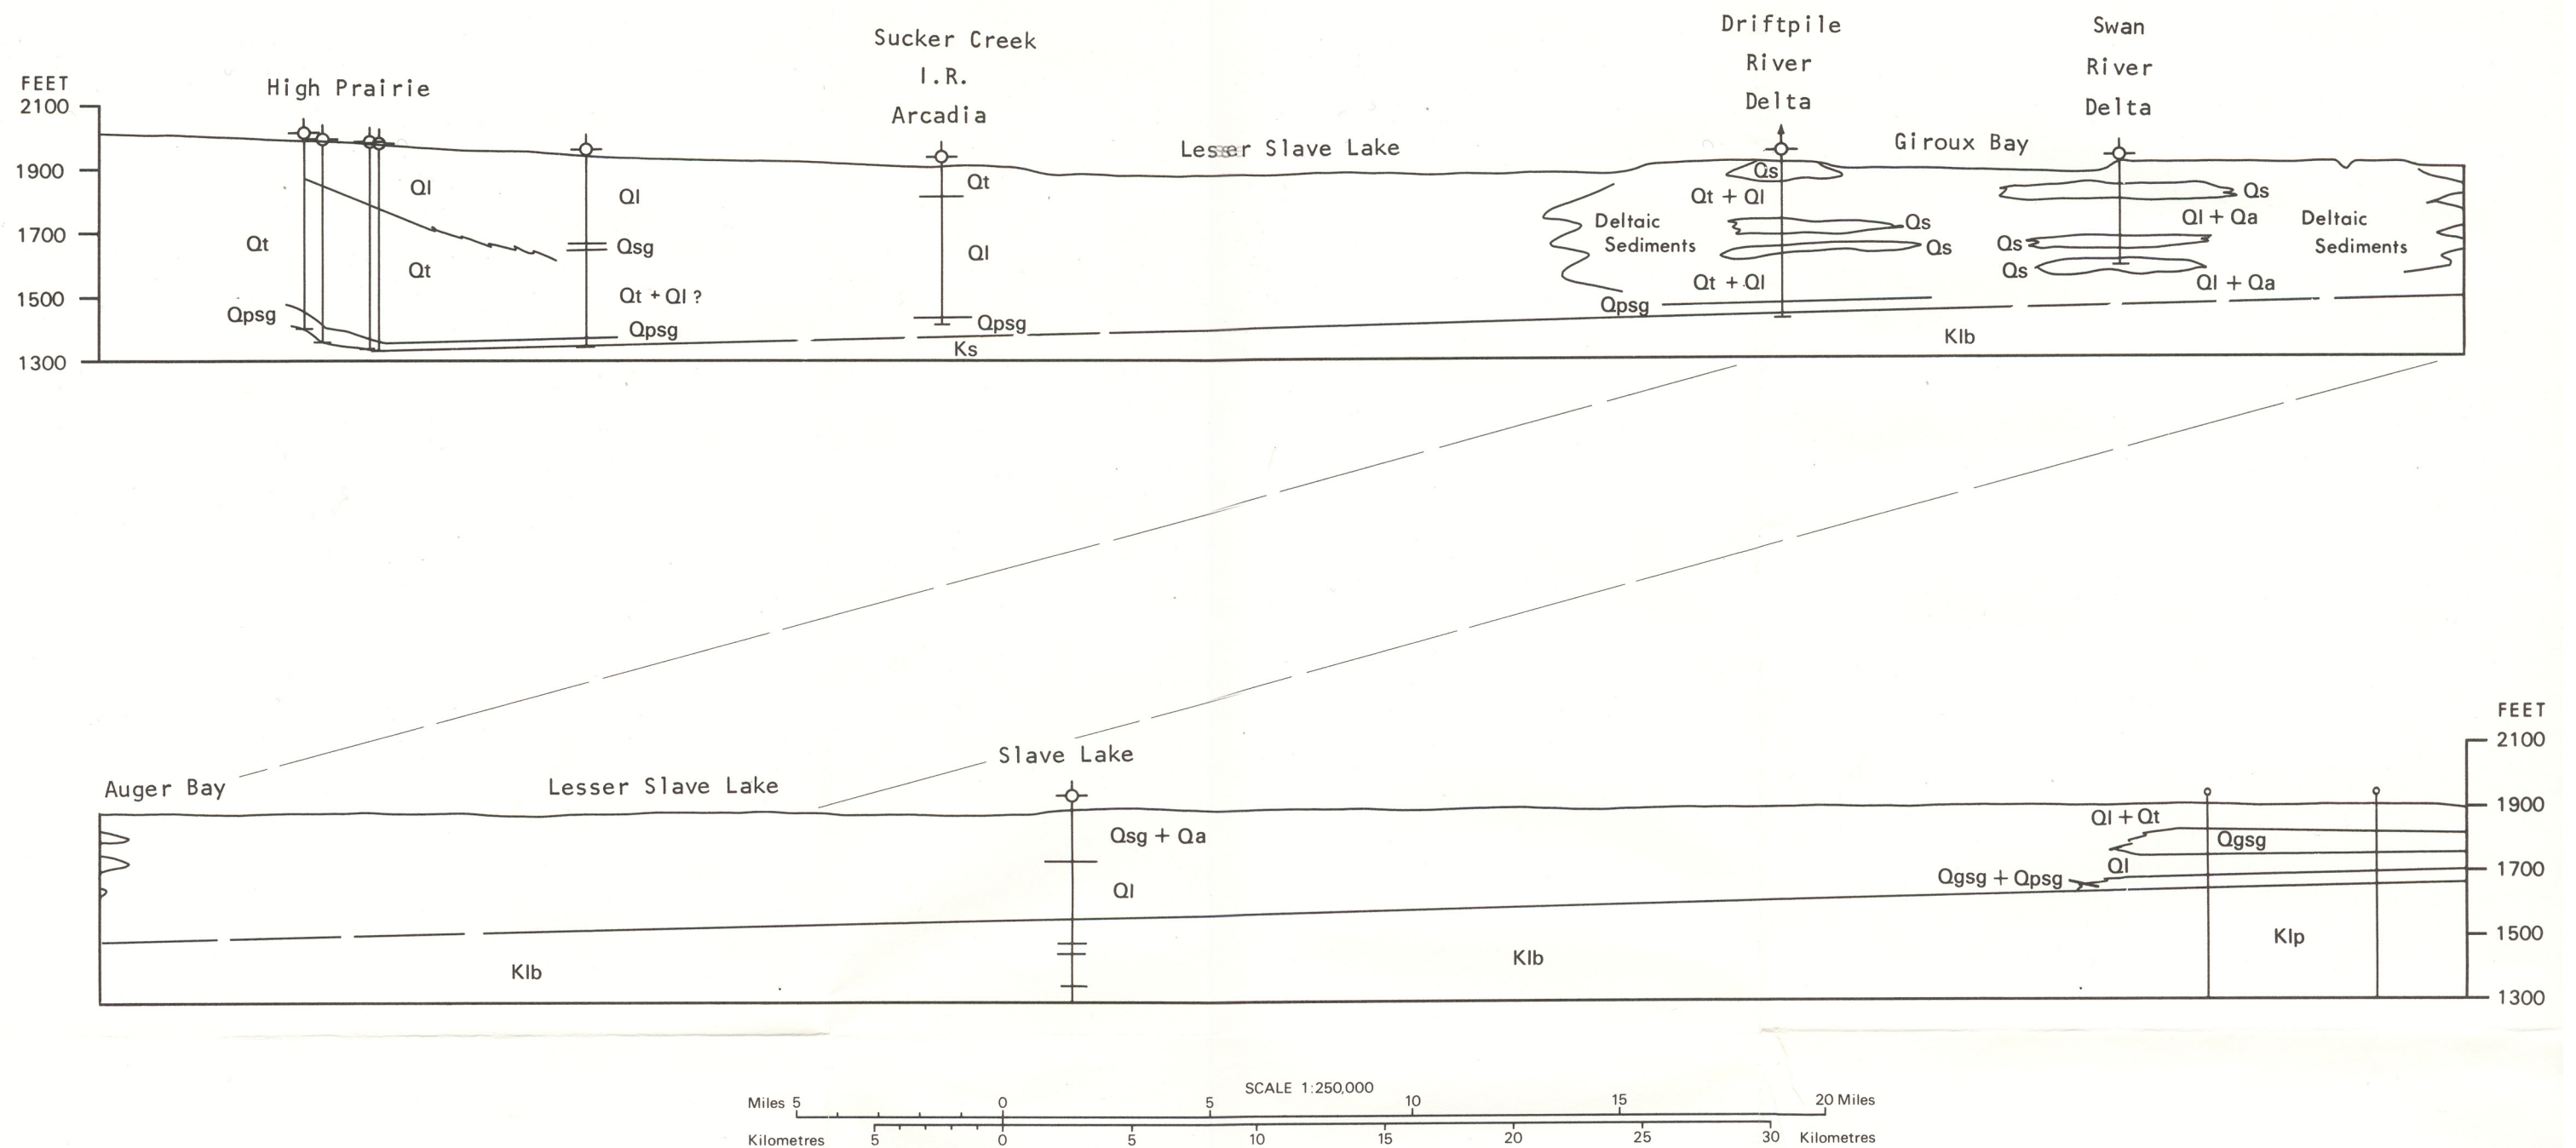 Driftpile
River
Delta
Swan
River
Delta
Sucker Creek
I.R.
Arcadia
FEET
2100
1900
1700
1500
1300
High Prairie
Lesser Slave Lake
Giroux Bay
Ql
Qt
Qt
Qpsg
Ql
Qsg
Qt + Ql ?
Qpsg
Qt
Ql
Qpsg
Ks
Deltaic
Sediments
Qs
Qt + Ql
Qs
Qs
Qt + Ql
Qpsg
Klb
Qs
Ql + Qa
Qs
Qs
Ql + Qa
Deltaic
Sediments
Auger Bay
Lesser Slave Lake
Slave Lake
Qsg + Qa
Ql
Klb
Klb
Ql + Qt
Qgsg
Ql
Qgsg + Qpsg
Klp
FEET
2100
1900
1700
1500
1300
SCALE 1:250,000
Miles 5 0 5 10 15 20 Miles
Kilometres 5 0 5 10 15 20 25 30 Kilometres